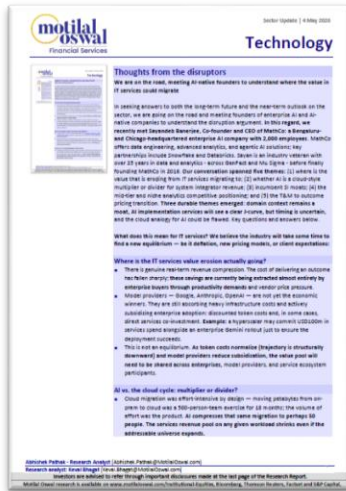 Sector Update | 4 May 2026
motilal
oswal
Financial Services
Technology
Thoughts from the disruptors
We are on the road, meeting AI-native founders to understand where the value in
IT services could migrate
In seeking answers to both the long-term future and the near-term outlook on the
sector, we are going on the road and meeting founders of enterprise AI and AI-
native companies to understand the disruption argument. In this regard, we
recently met Sayandeb Banerjee, Co-founder and CEO of MathCo: a Bengaluru-
and Chicago-headquartered enterprise AI company with 2,000 employees. MathCo
offers data engineering, advanced analytics, and agentic AI solutions; key
partnerships include Snowflake and Databricks. Sayan is an industry veteran with
over 25 years in data and analytics - across GenPact and Mu Sigma - before finally
founding MathCo in 2016. Our conversation spanned five themes: (1) where is the
value that is eroding from IT services migrating to; (2) whether AI is a cloud-style
multiplier or divider for system integrator revenue; (3) incumbent SI moats; (4) the
mid-tier and niche analytics competitive positioning; and (5) the T&M to outcome
pricing transition. Three durable themes emerged: domain context remains a
moat, AI implementation services will see a clear J-curve, but timing is uncertain,
and the cloud analogy for AI could be flawed. Key questions and answers below.
What does this mean for IT services? We believe the industry will take some time to
find a new equilibrium — be it deflation, new pricing models, or client expectations:
Where is the IT services value erosion actually going?
There is genuine near-term revenue compression. The cost of delivering an outcome
has fallen sharply; these savings are currently being extracted almost entirely by
enterprise buyers through productivity demands and vendor price pressure.
Model providers — Google, Anthropic, OpenAI — are not yet the economic
winners. They are still absorbing heavy infrastructure costs and actively
subsidizing enterprise adoption: discounted token costs and, in some cases,
direct services co-investment. Example: a hyperscaler may commit USD100m in
services spend alongside an enterprise Gemini rollout just to ensure the
deployment succeeds.
This is not an equilibrium. As token costs normalize (trajectory is structurally
downward) and model providers reduce subsidization, the value pool will
need to be shared across enterprises, model providers, and service ecosystem
participants.
AI vs. the cloud cycle: multiplier or divider?
Cloud migration was effort-intensive by design — moving petabytes from on-
prem to cloud was a 500-person-team exercise for 18 months; the volume of
effort was the product. AI compresses that same migration to perhaps 50
people. The services revenue pool on any given workload shrinks even if the
addressable universe expands.
Abhishek Pathak - Research Analyst (Abhishek.Pathak@MotilalOswal.com)
Research analyst: Keval Bhagat (Keval.Bhagat@MotilalOswal.com)
Investors are advised to refer through important disclosures made at the last page of the Research Report.
Motilal Oswal research is available on www.motilaloswal.com/Institutional-Equities, Bloomberg, Thomson Reuters, Factset and S&P Capital.